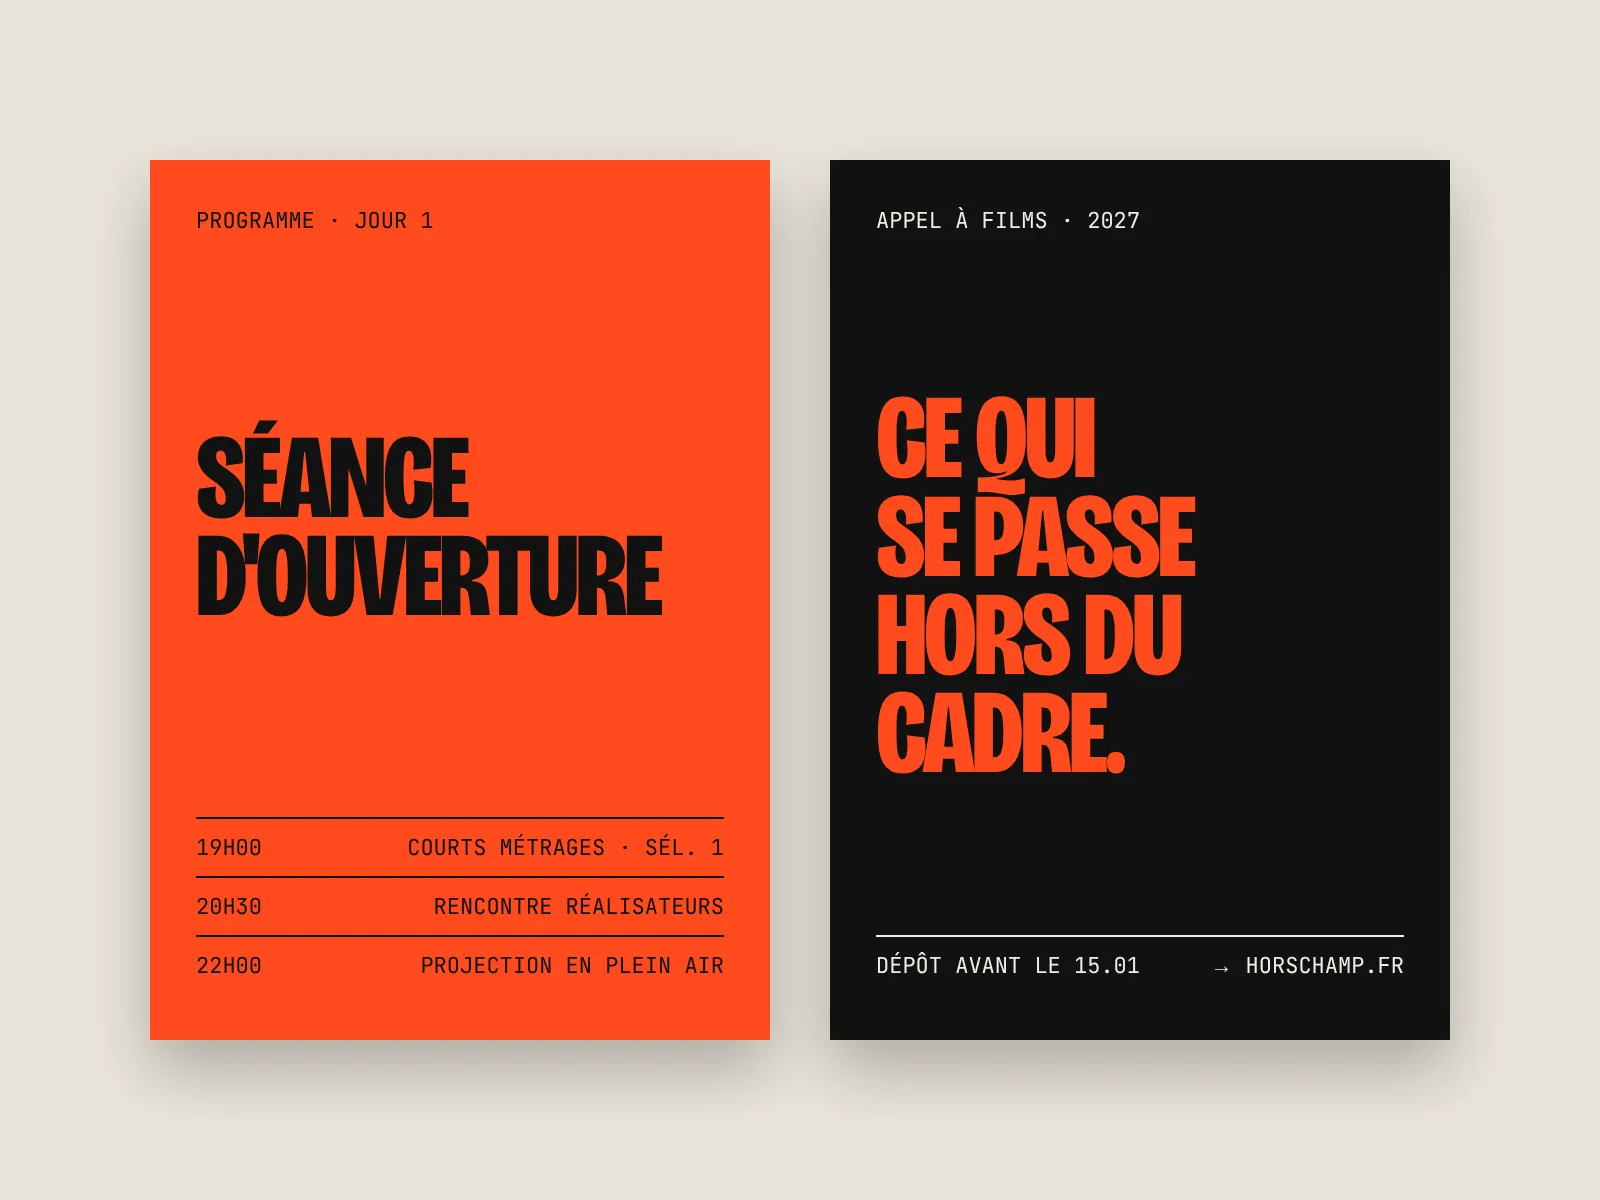 PROGRAMME · JOUR 1
SÉANCE
D'OUVERTURE
19H00 COURTS MÉTRAGES · SÉL. 1
20H30 RENCONTRE RÉALISATEURS
22H00 PROJECTION EN PLEIN AIR
APPEL À FILMS · 2027
CE QUI
SE PASSE
HORS DU
CADRE.
DÉPÔT AVANT LE 15.01 → HORSCHAMP.FR